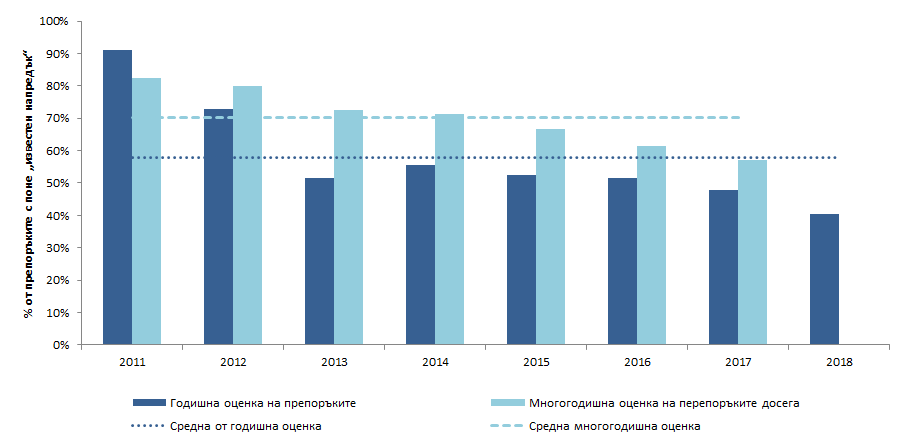 100%
90%
80%
70%
60%
50%
40%
30%
20%
10%
0%
% от препоръките с поне „известен напредък“
2011 2012 2013 2014 2015 2016 2017 2018
Годишна оценка на препоръките
Многогодишна оценка на перепоръките досега
Средна от годишна оценка
Средна многогодишна оценка